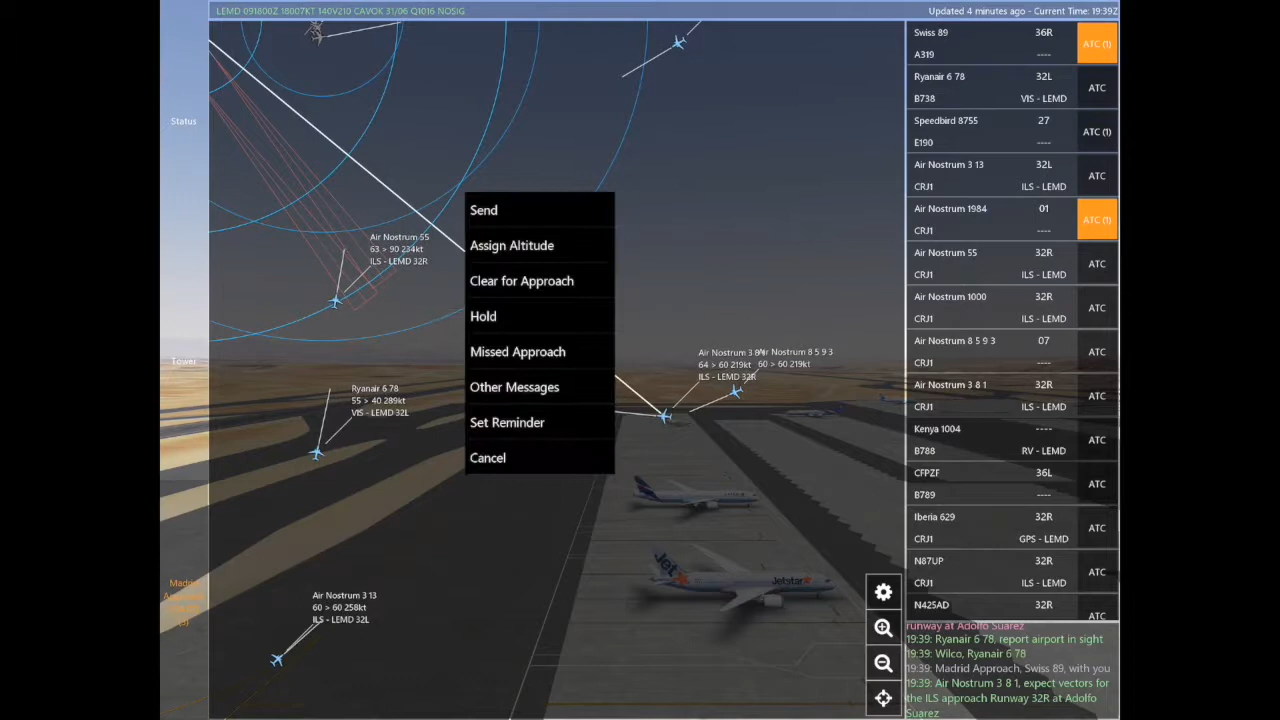 LEMD 091800Z 18007KT 140V210 CAVOK 31/06 Q1016 NOSIG
Updated 4 minutes ago - Current Time: 19:39Z
Status
Tower
Send
Assign Altitude
Clear for Approach
Hold
Missed Approach
Other Messages
Set Reminder
Cancel
Air Nostrum 55
63 > 90 234kt
ILS - LEMD 32R
Ryanair 6 78
55 > 40 289kt
VIS - LEMD 32L
Air Nostrum 3 8
64 > 60 219kt
ILS - LEMD 32R
Air Nostrum 8 5 9 3
60 > 60 219kt
Air Nostrum 3 13
60 > 60 258kt
ILS - LEMD 32L
Jet
Jetstar
Swiss 89 36R ATC (1)
A319 ----
Ryanair 6 78 32L ATC
B738 VIS - LEMD
Speedbird 8755 27 ATC (1)
E190 ----
Air Nostrum 3 13 32L ATC
CRJ1 ILS - LEMD
Air Nostrum 1984 01 ATC (1)
CRJ1 ----
Air Nostrum 55 32R ATC
CRJ1 ILS - LEMD
Air Nostrum 1000 32R ATC
CRJ1 ILS - LEMD
Air Nostrum 8 5 9 3 07 ATC
CRJ1 ----
Air Nostrum 3 8 1 32R ATC
CRJ1 ILS - LEMD
Kenya 1004 ---- ATC
B788 RV - LEMD
CFPZF 36L ATC
B789 ----
Iberia 629 32R ATC
CRJ1 GPS - LEMD
N87UP 32R ATC
CRJ1 ILS - LEMD
N425AD 32R ATC
runway at Adolfo Suarez
19:39: Ryanair 6 78, report airport in sight
19:39: Wilco, Ryanair 6 78
19:39: Madrid Approach, Swiss 89, with you
19:39: Air Nostrum 3 8 1, expect vectors for
the ILS approach Runway 32R at Adolfo
Suarez